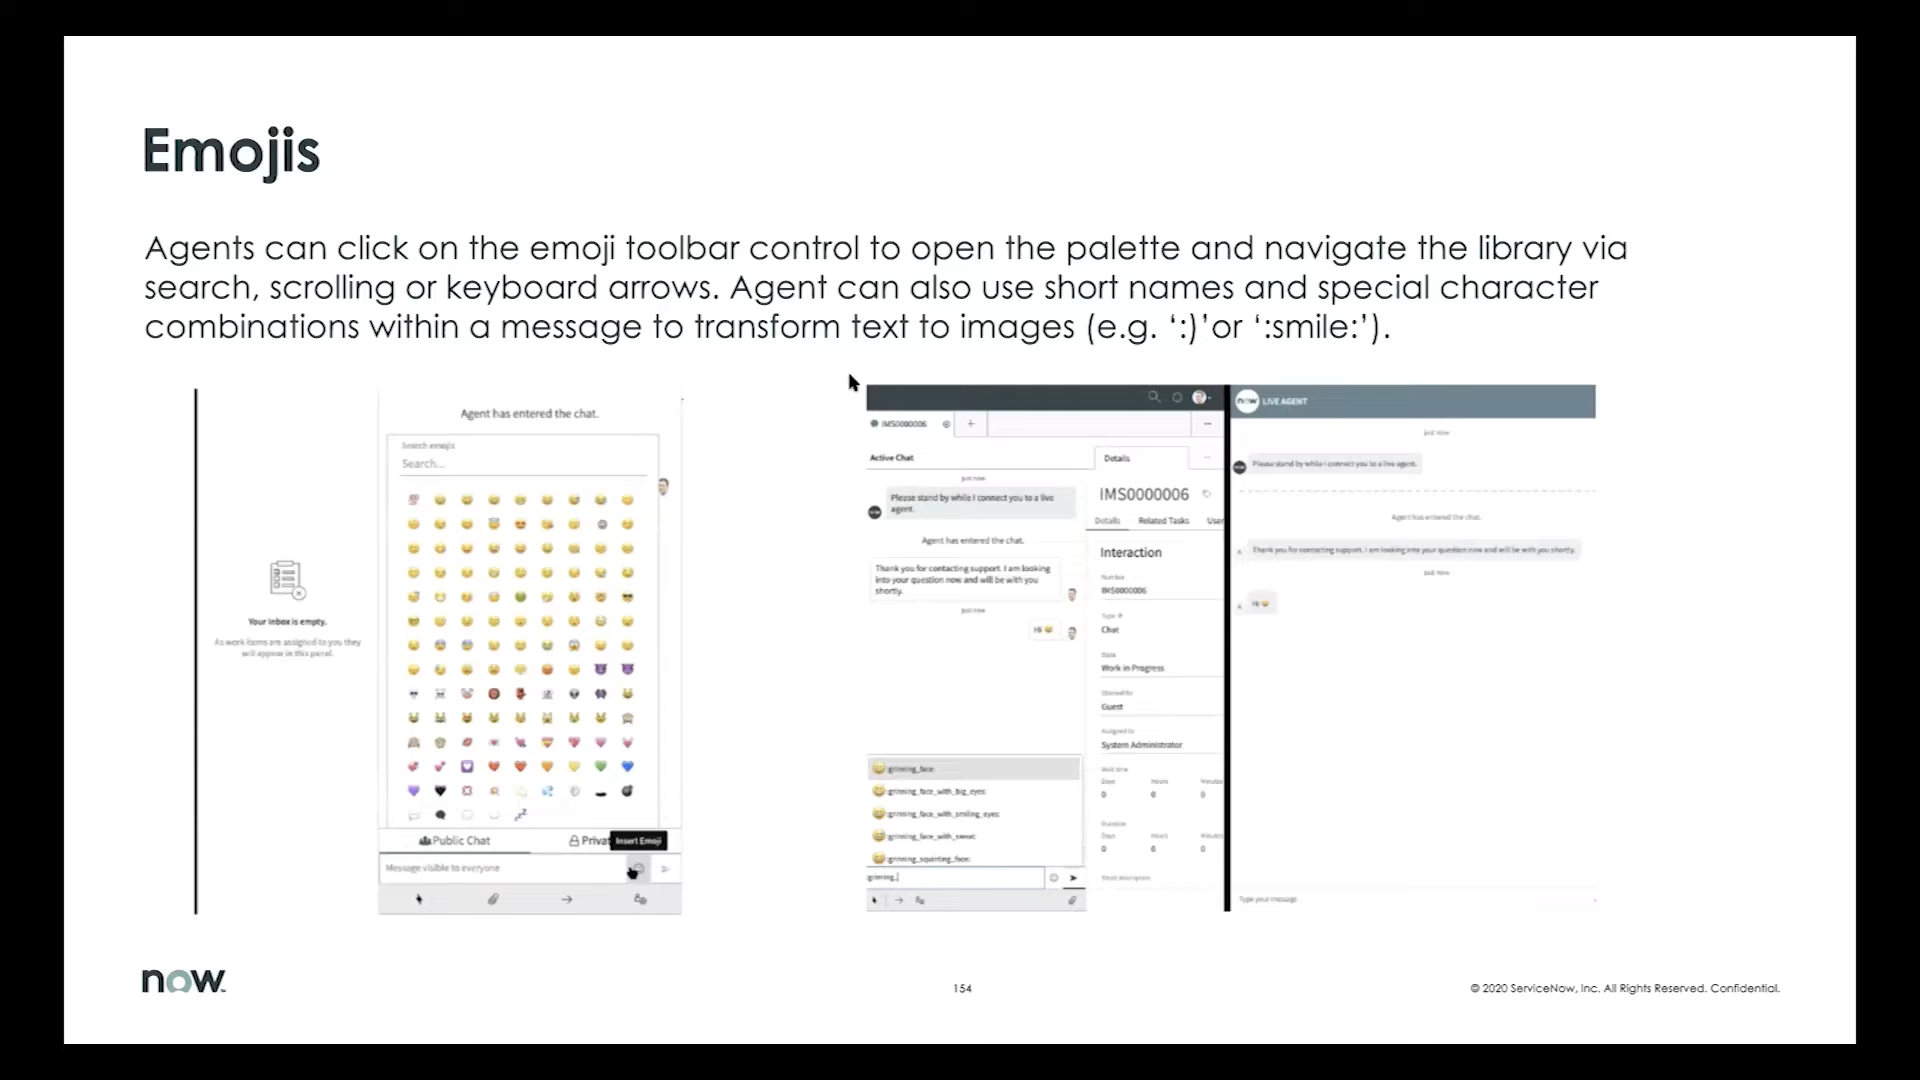 Emojis
Agents can click on the emoji toolbar control to open the palette and navigate the library via
search, scrolling or keyboard arrows. Agent can also use short names and special character
combinations within a message to transform text to images (e.g. ‘:)’or ‘:smile:’).
Your Inbox is empty.
As work items are assigned to you they
will appear in this panel.
Agent has entered the chat.
Search emojis
Search...
Public Chat
Privat
Insert Emoji
Message visible to everyone
IMS0000006
Active Chat
just now
Please stand by while I connect you to a live
agent.
Agent has entered the chat.
Thank you for contacting support. I am looking
into your question now and will be with you
shortly.
just now
Hi
:grinning_face:
:grinning_face_with_big_eyes:
:grinning_face_with_smiling_eyes:
:grinning_face_with_sweat:
:grinning_squinting_face:
Details
IMS0000006
Details Related Tasks User
Interaction
Number
IMS0000006
Type
Chat
State
Work in Progress
Opened for
Guest
Assigned to
System Administrator
Wait time
Days Hours Minutes
0 0 0
Duration
Days Hours Minutes
0 0 0
Short description
now LIVE AGENT
just now
Please stand by while I connect you to a live agent.
Agent has entered the chat.
A Thank you for contacting support. I am looking into your question now and will be with you shortly.
just now
A Hi
Type your message
now
154
© 2020 ServiceNow, Inc. All Rights Reserved. Confidential.